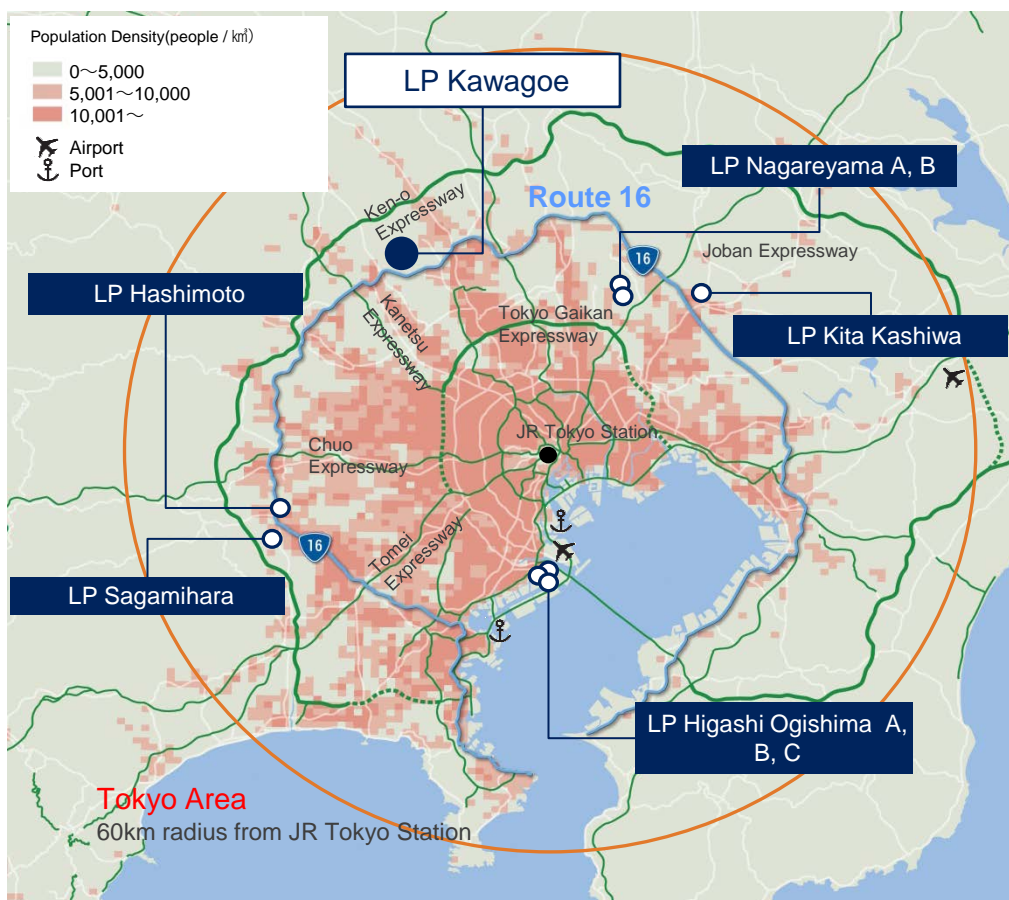 Population Density(people / ㎢)
0～5,000
5,001～10,000
10,001～
Airport
Port
LP Kawagoe
LP Nagareyama A, B
Route 16
Ken-o
Expressway
16
Joban Expressway
LP Hashimoto
Kanetsu
Expressway
Tokyo Gaikan
Expressway
LP Kita Kashiwa
JR Tokyo Station
Chuo
Expressway
16
Tomei
Expressway
LP Sagamihara
LP Higashi Ogishima A,
B, C
Tokyo Area
60km radius from JR Tokyo Station